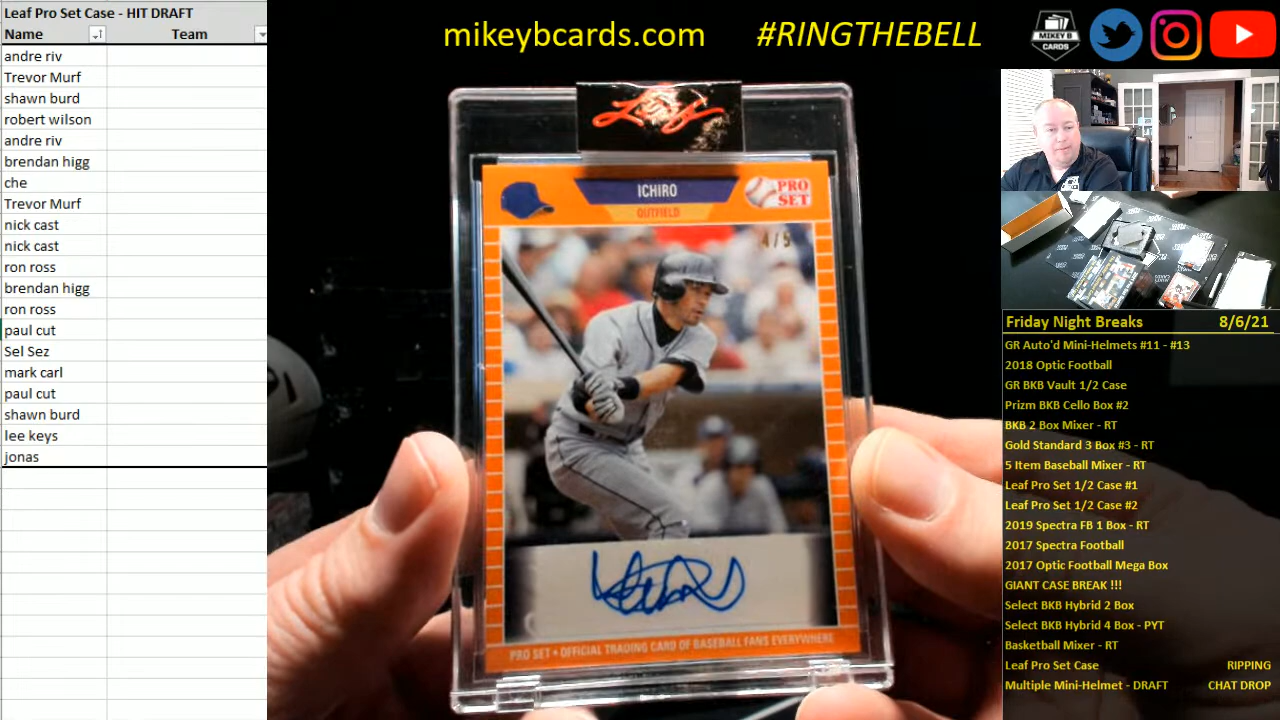 Leaf Pro Set Case - HIT DRAFT
Name Team
andre riv
Trevor Murf
shawn burd
robert wilson
andre riv
brendan higg
che
Trevor Murf
nick cast
nick cast
ron ross
brendan higg
ron ross
paul cut
Sel Sez
mark carl
paul cut
shawn burd
lee keys
jonas
mikeybcards.com #RINGTHEBELL
MIKEY B
CARDS
Leaf
ICHIRO
OUTFIELD
PRO
SET
4/5
PRO SET • OFFICIAL TRADING CARD OF BASEBALL FANS EVERYWHERE
Friday Night Breaks 8/6/21
GR Auto'd Mini-Helmets #11 - #13
2018 Optic Football
GR BKB Vault 1/2 Case
Prizm BKB Cello Box #2
BKB 2 Box Mixer - RT
Gold Standard 3 Box #3 - RT
5 Item Baseball Mixer - RT
Leaf Pro Set 1/2 Case #1
Leaf Pro Set 1/2 Case #2
2019 Spectra FB 1 Box - RT
2017 Spectra Football
2017 Optic Football Mega Box
GIANT CASE BREAK !!!
Select BKB Hybrid 2 Box
Select BKB Hybrid 4 Box - PYT
Basketball Mixer - RT
Leaf Pro Set Case RIPPING
Multiple Mini-Helmet - DRAFT CHAT DROP